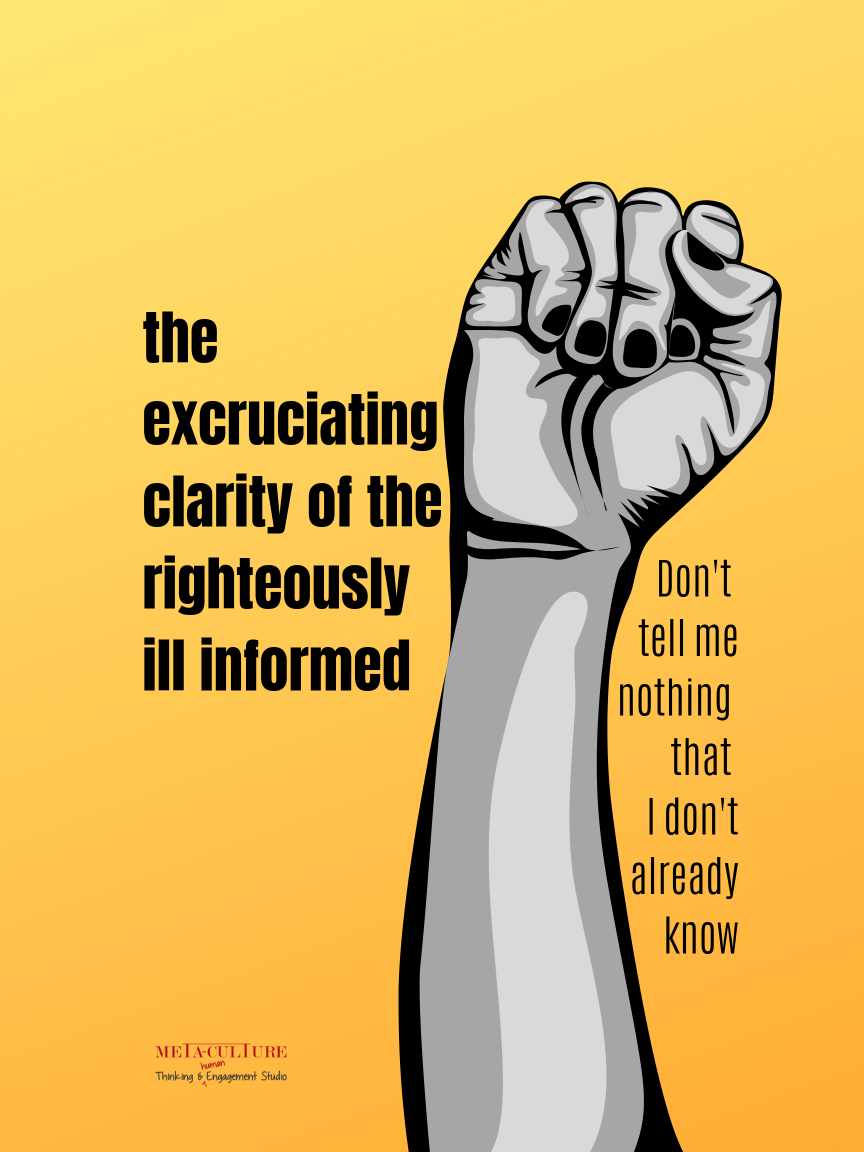 the
excruciating
clarity of the
righteously
ill informed
Don't
tell me
nothing
that
I don't
already
know
META-CULTURE
human
Thinking & Engagement Studio